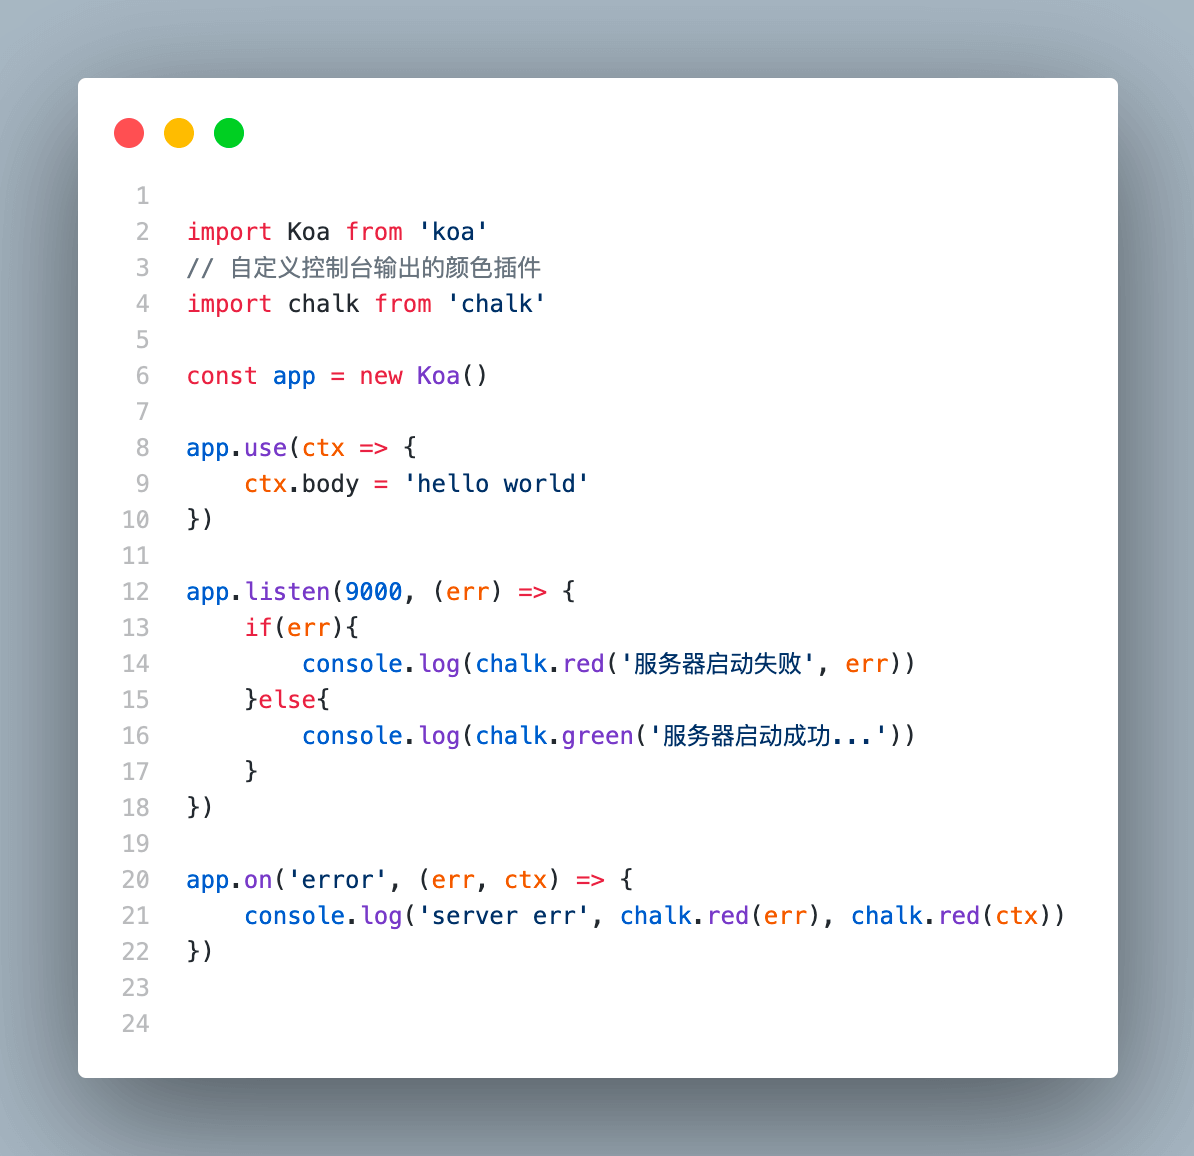 1
2 import Koa from 'koa'
3 // 自定义控制台输出的颜色插件
4 import chalk from 'chalk'
5
6 const app = new Koa()
7
8 app.use(ctx => {
9     ctx.body = 'hello world'
10 })
11
12 app.listen(9000, (err) => {
13     if(err){
14         console.log(chalk.red('服务器启动失败', err))
15     }else{
16         console.log(chalk.green('服务器启动成功...'))
17     }
18 })
19
20 app.on('error', (err, ctx) => {
21     console.log('server err', chalk.red(err), chalk.red(ctx))
22 })
23
24